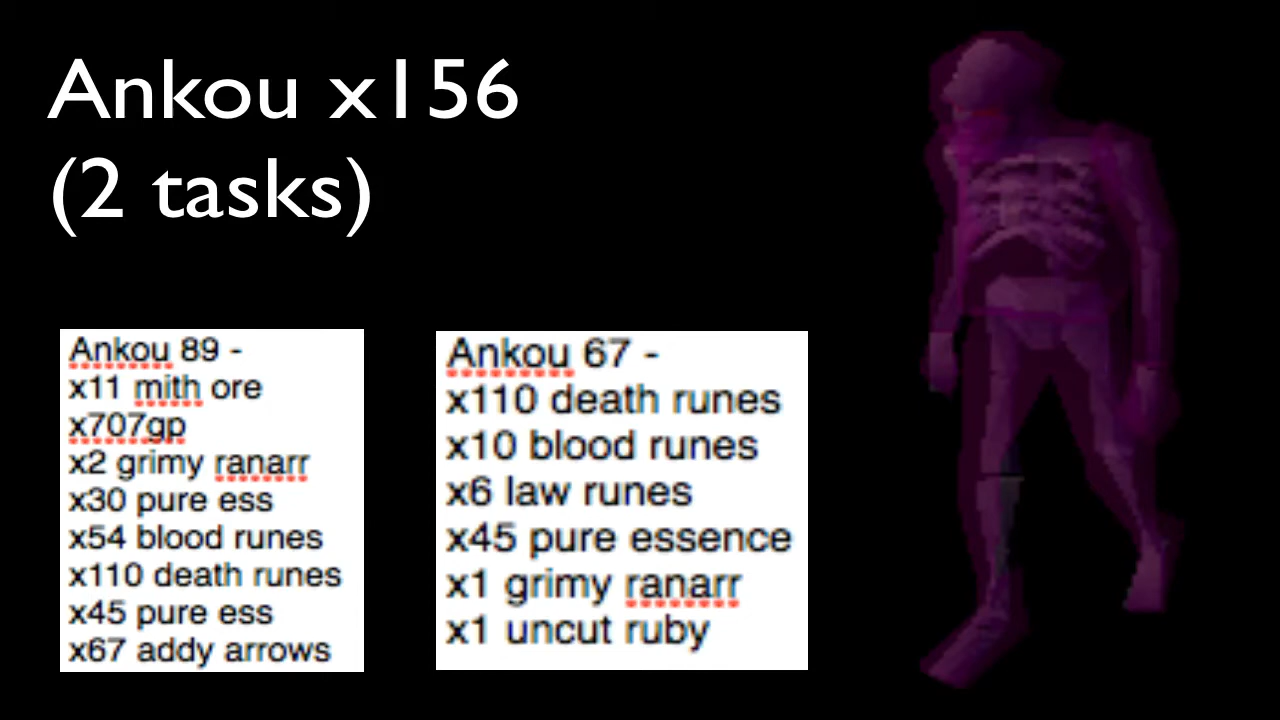 Ankou x156
(2 tasks)
Ankou 89 -
x11 mith ore
x707gp
x2 grimy ranarr
x30 pure ess
x54 blood runes
x110 death runes
x45 pure ess
x67 addy arrows
Ankou 67 -
x110 death runes
x10 blood runes
x6 law runes
x45 pure essence
x1 grimy ranarr
x1 uncut ruby